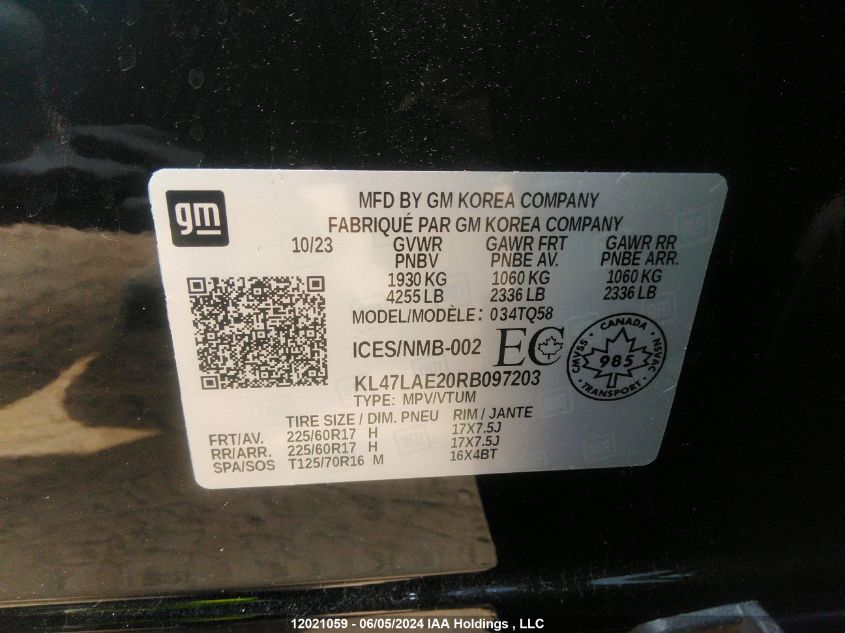 gm
MFD BY GM KOREA COMPANY
FABRIQUÉ PAR GM KOREA COMPANY
10/23 GVWR GAWR FRT GAWR RR
PNBV PNBE AV. PNBE ARR.
1930 KG 1060 KG 1060 KG
4255 LB 2336 LB 2336 LB
MODEL/MODÈLE: 034TQ58
ICES/NMB-002 EC
CANADA
CMVSS 985 NSVAC
TRANSPORT
KL47LAE20RB097203
TYPE: MPV/VTUM
TIRE SIZE / DIM. PNEU RIM / JANTE
FRT/AV. 225/60R17 H 17X7.5J
RR/ARR. 225/60R17 H 17X7.5J
SPA/SOS T125/70R16 M 16X4BT
12021059 - 06/05/2024 IAA Holdings , LLC